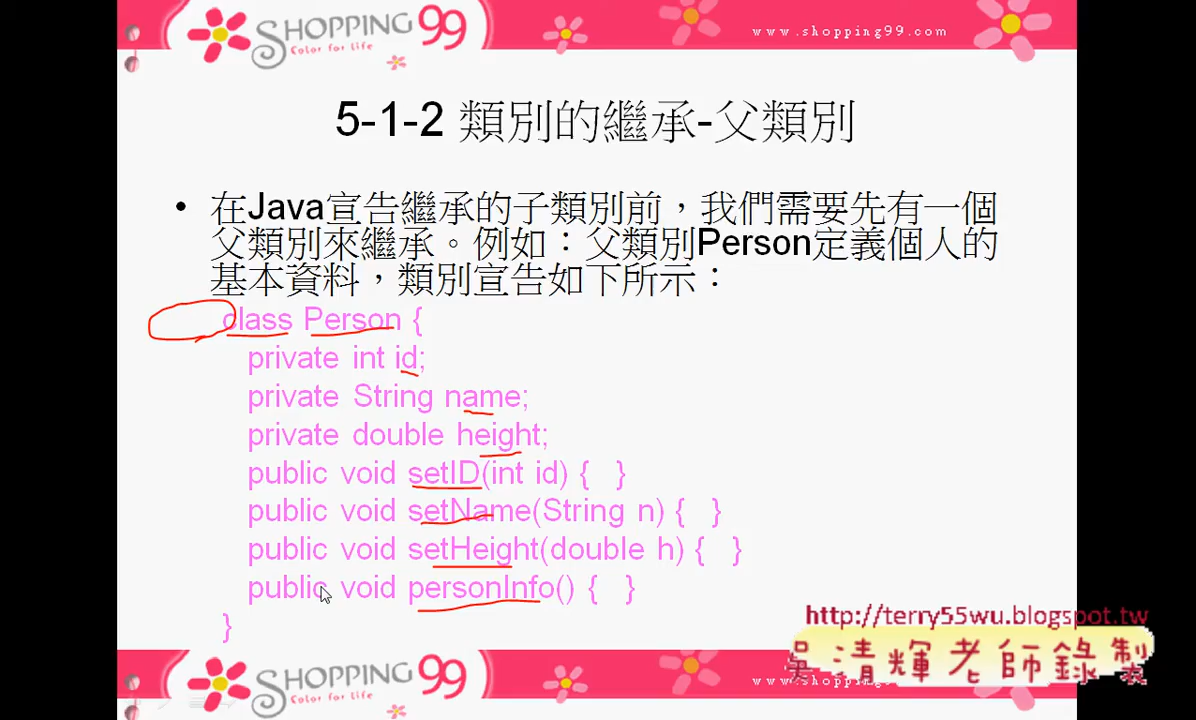 SHOPPING 99
Color for Life
www.shopping99.com
5-1-2 類別的繼承-父類別
• 在Java宣告繼承的子類別前，我們需要先有一個
父類別來繼承。例如：父類別Person定義個人的
基本資料，類別宣告如下所示：
class Person {
private int id;
private String name;
private double height;
public void setID(int id) { }
public void setName(String n) { }
public void setHeight(double h) { }
public void personInfo() { }
}
http://terry55wu.blogspot.tw
吳清輝老師錄製
SHOPPING 99
Color for Life